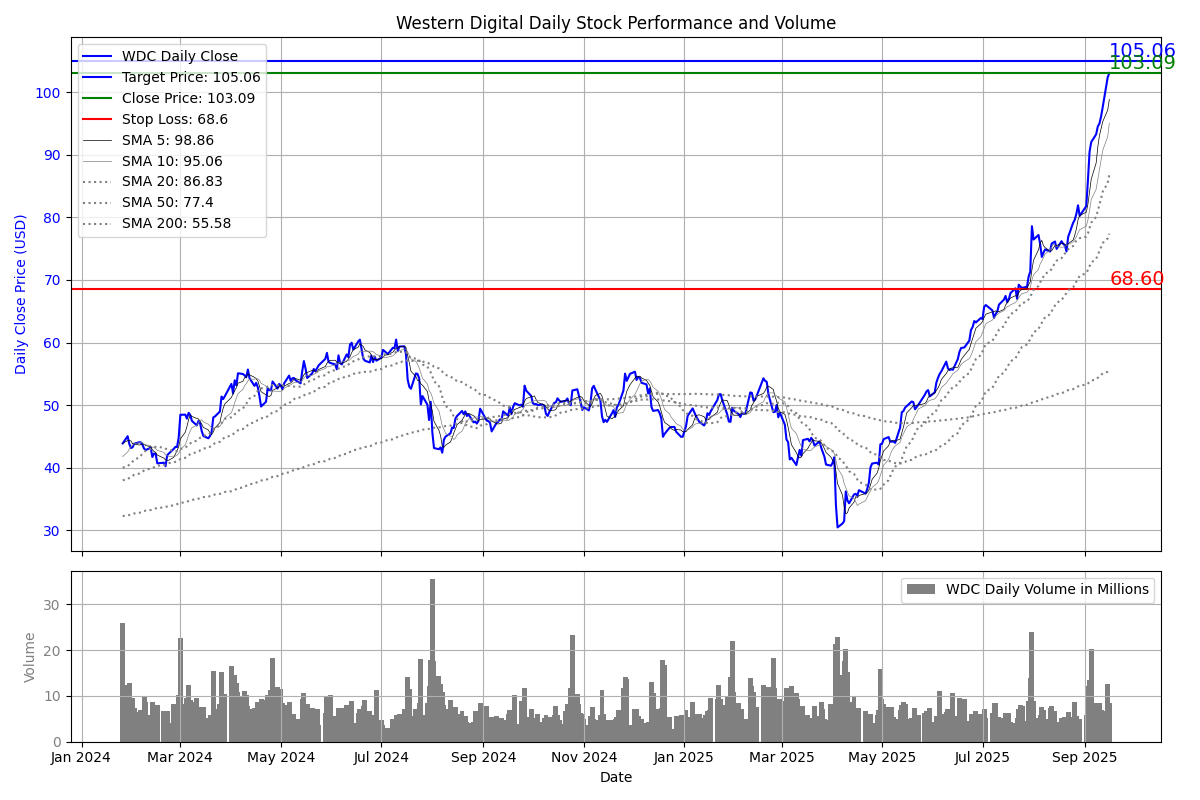 Western Digital Daily Stock Performance and Volume
105.06
103.09
WDC Daily Close
Target Price: 105.06
Close Price: 103.09
Stop Loss: 68.6
SMA 5: 98.86
SMA 10: 95.06
SMA 20: 86.83
SMA 50: 77.4
SMA 200: 55.58
68.60
Daily Close Price (USD)
100
90
80
70
60
50
40
30
WDC Daily Volume in Millions
Volume
30
20
10
0
Jan 2024 Mar 2024 May 2024 Jul 2024 Sep 2024 Nov 2024 Jan 2025 Mar 2025 May 2025 Jul 2025 Sep 2025
Date